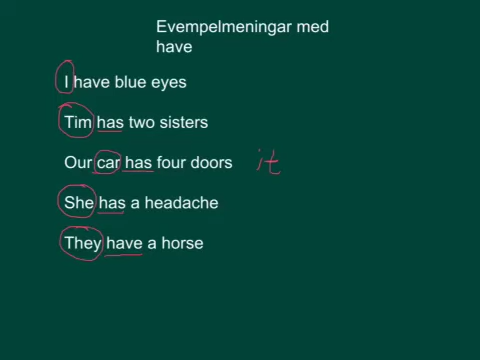 Evempelmeningar med
have
I have blue eyes
Tim has two sisters
Our car has four doors it
She has a headache
They have a horse